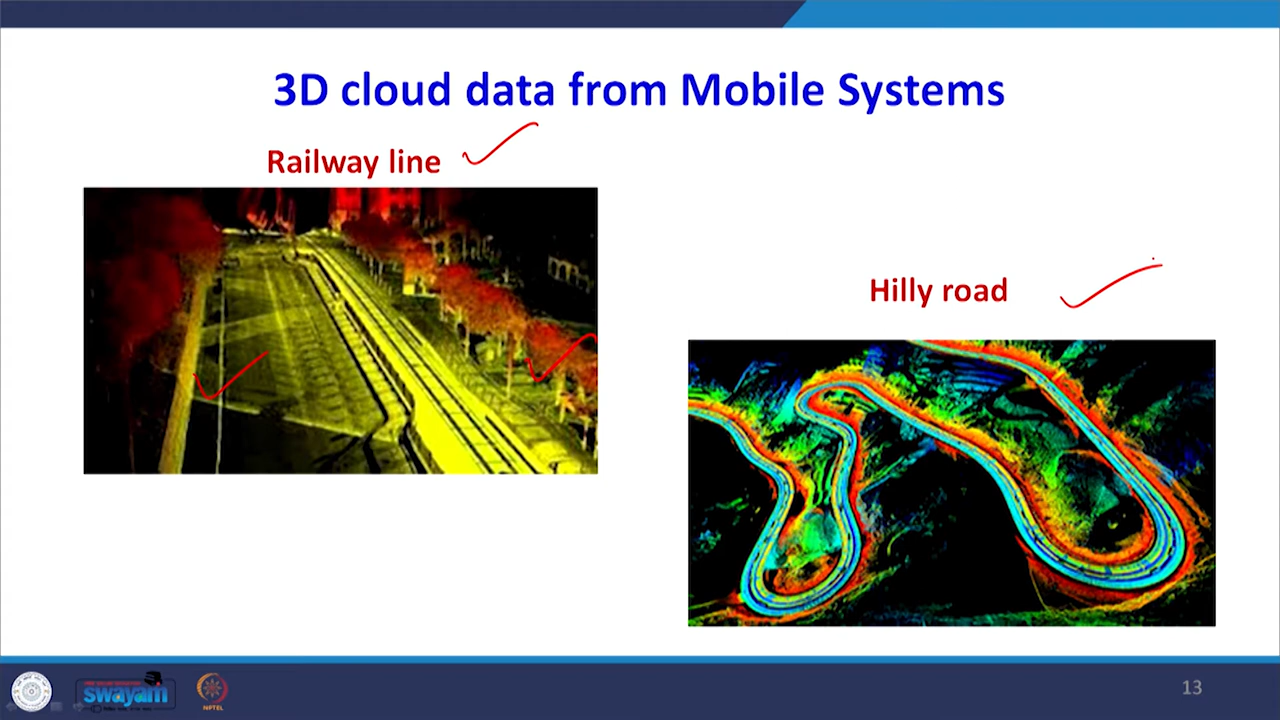 3D cloud data from Mobile Systems
Railway line
Hilly road
swayam
NPTEL
13